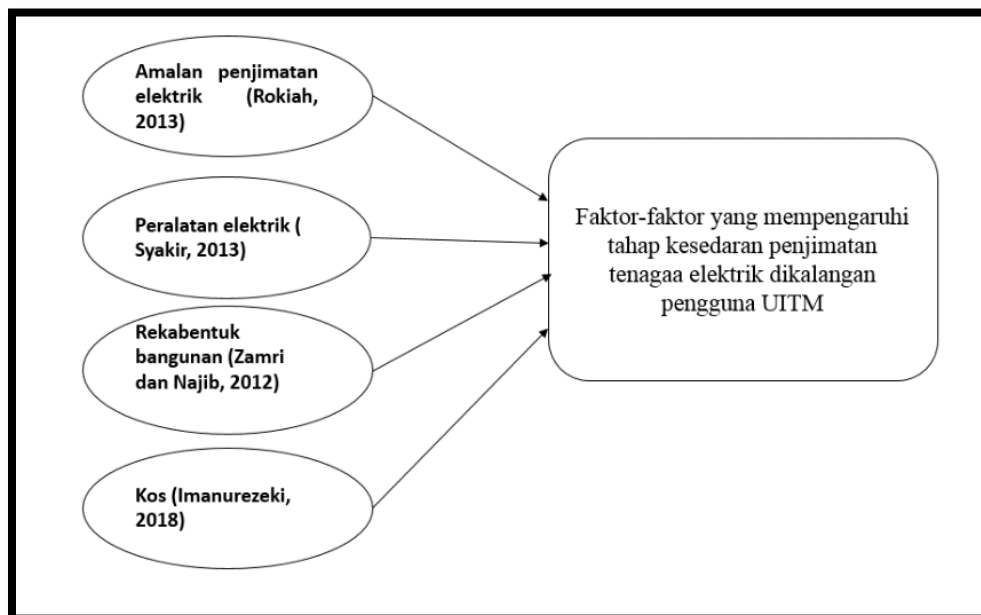 Amalan penjimatan
elektrik (Rokiah,
2013)
Peralatan elektrik (
Syakir, 2013)
Rekabentuk
bangunan (Zamri
dan Najib, 2012)
Kos (Imanurezeki,
2018)
Faktor-faktor yang mempengaruhi
tahap kesedaran penjimatan
tenagaa elektrik dikalangan
pengguna UITM